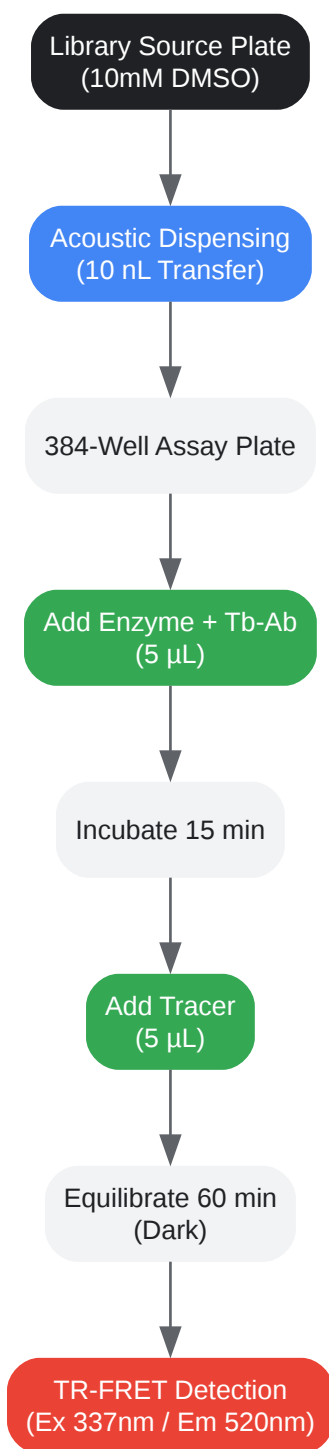 Library Source Plate
(10mM DMSO)
Acoustic Dispensing
(10 nL Transfer)
384-Well Assay Plate
Add Enzyme + Tb-Ab
(5 µL)
Incubate 15 min
Add Tracer
(5 µL)
Equilibrate 60 min
(Dark)
TR-FRET Detection
(Ex 337nm / Em 520nm)